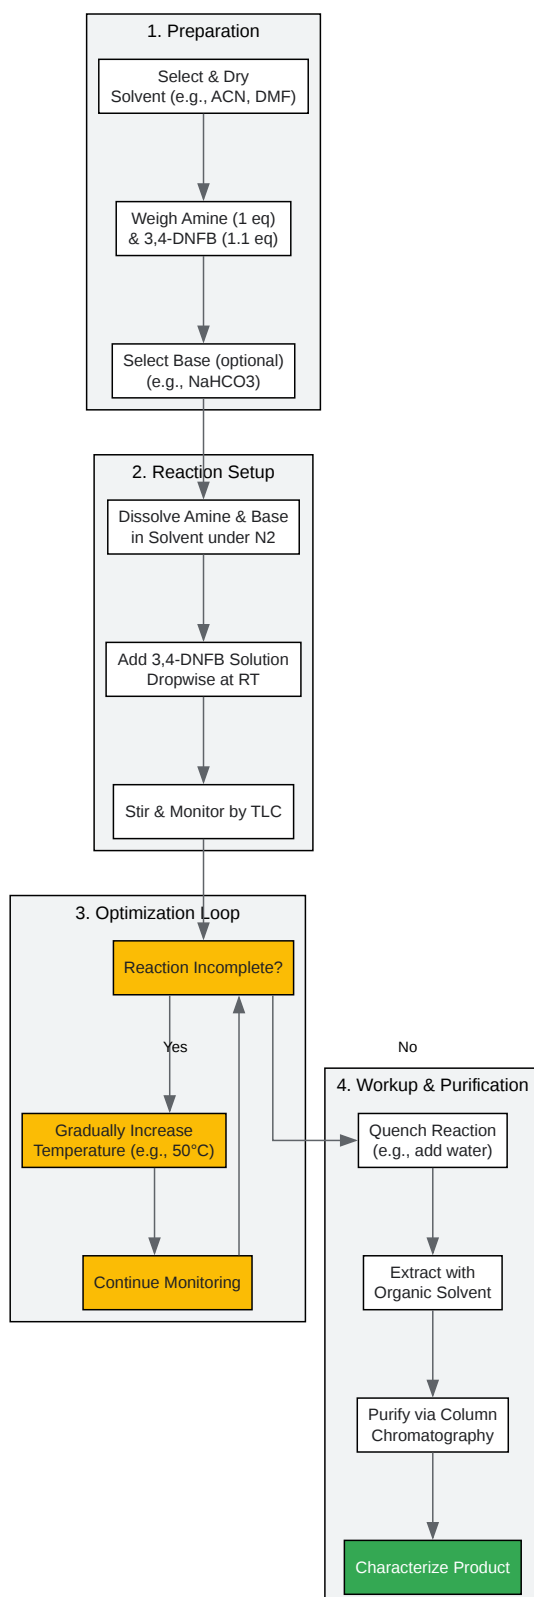 1. Preparation
Select & Dry
Solvent (e.g., ACN, DMF)
Weigh Amine (1 eq)
& 3,4-DNFB (1.1 eq)
Select Base (optional)
(e.g., NaHCO3)
2. Reaction Setup
Dissolve Amine & Base
in Solvent under N2
Add 3,4-DNFB Solution
Dropwise at RT
Stir & Monitor by TLC
3. Optimization Loop
Reaction Incomplete?
Yes
No
Gradually Increase
Temperature (e.g., 50°C)
Continue Monitoring
4. Workup & Purification
Quench Reaction
(e.g., add water)
Extract with
Organic Solvent
Purify via Column
Chromatography
Characterize Product